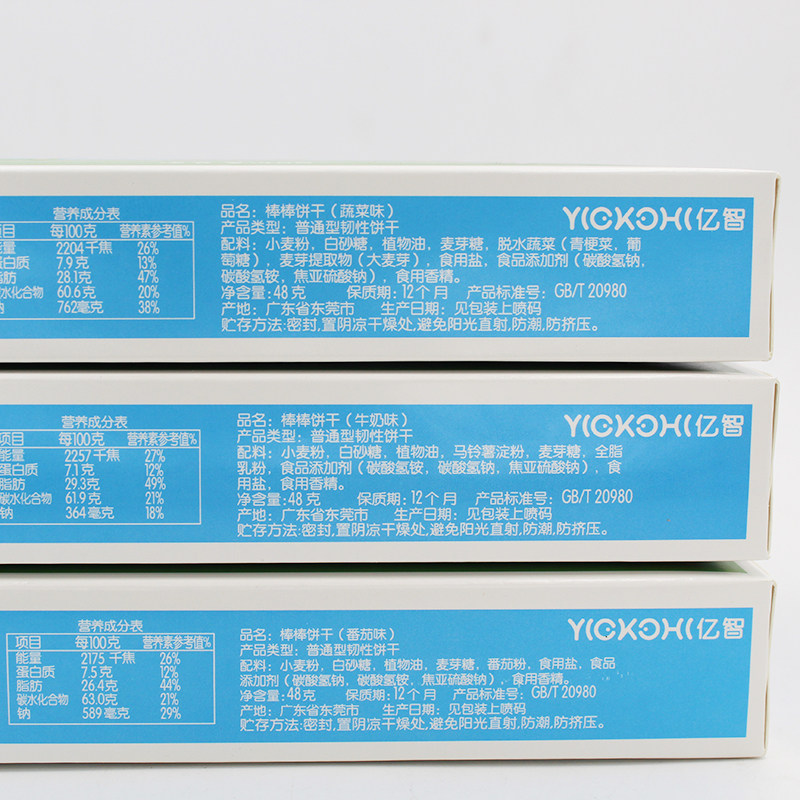 营养成分表
项目 每100克 营养素参考值%
能量 2204千焦 26%
蛋白质 7.9克 13%
脂肪 28.1克 47%
碳水化合物 60.6克 20%
钠 762毫克 38%
品名：棒棒饼干（蔬菜味）
产品类型：普通型韧性饼干
配料：小麦粉，白砂糖，植物油，麦芽糖，脱水蔬菜（青梗菜，葡
萄糖），麦芽提取物（大麦芽），食用盐，食品添加剂（碳酸氢钠，
碳酸氢铵，焦亚硫酸钠），食用香精。
净含量：48克 保质期：12个月 产品标准号：GB/T 20980
产地：广东省东莞市 生产日期：见包装上喷码
贮存方法：密封，置阴凉干燥处，避免阳光直射，防潮，防挤压。
YICKOHI亿智
营养成分表
项目 每100克 营养素参考值%
能量 2257千焦 27%
蛋白质 7.1克 12%
脂肪 29.3克 49%
碳水化合物 61.9克 21%
钠 364毫克 18%
品名：棒棒饼干（牛奶味）
产品类型：普通型韧性饼干
配料：小麦粉，白砂糖，植物油，马铃薯淀粉，麦芽糖，全脂
乳粉，食品添加剂（碳酸氢铵，碳酸氢钠，焦亚硫酸钠），食
用盐，食用香精。
净含量：48克 保质期：12个月 产品标准号：GB/T 20980
产地：广东省东莞市 生产日期：见包装上喷码
贮存方法：密封，置阴凉干燥处，避免阳光直射，防潮，防挤压。
YICKOHI亿智
营养成分表
项目 每100克 营养素参考值%
能量 2175 千焦 26%
蛋白质 7.5克 12%
脂肪 26.4克 44%
碳水化合物 63.0克 21%
钠 589毫克 29%
品名：棒棒饼干（番茄味）
产品类型：普通型韧性饼干
配料：小麦粉，白砂糖，植物油，麦芽糖，番茄粉，食用盐，食品
添加剂（碳酸氢钠，碳酸氢铵，焦亚硫酸钠），食用香精。
净含量：48克 保质期：12个月 产品标准号：GB/T 20980
产地：广东省东莞市 生产日期：见包装上喷码
贮存方法：密封，置阴凉干燥处，避免阳光直射，防潮，防挤压。
YICKOHI亿智